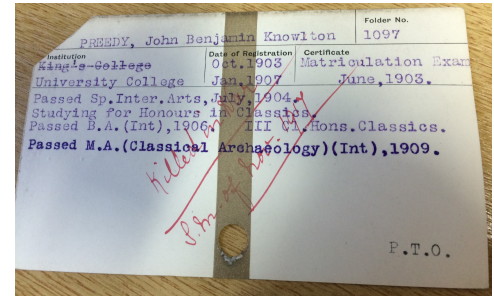 Folder No.
PREEDY, John Benjamin Knowlton 1097
Institution Date of Registration Certificate
King's College Oct.1903 Matriculation Exam
University College Jan.1907 June,1903.
Passed Sp.Inter.Arts,July,1904.
Studying for Honours in Classics.
Passed B.A.(Int),1906 III Cl.Hons.Classics.
Passed M.A.(Classical Archaeology)(Int),1909.
Killed in
P.T.O.